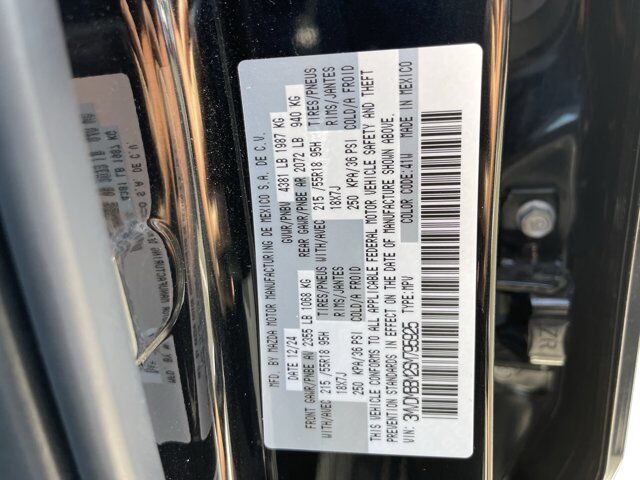 MFD. BY MAZDA MOTOR MANUFACTURING DE MEXICO S.A. DE C.V.
DATE 12/24 GVWR/PNBV 4381 LB 1987 KG
FRONT GAWR/PNBE AV 2355 LB 1068 KG REAR GAWR/PNBE AR 2072 LB 940 KG
WITH/AVEC 215 /55R18 95H TIRES/PNEUS WITH/AVEC 215 /55R18 95H TIRES/PNEUS
18X7J RIMS/JANTES 18X7J RIMS/JANTES
250 KPA/36 PSI COLD/A FROID 250 KPA/36 PSI COLD/A FROID
THIS VEHICLE CONFORMS TO ALL APPLICABLE FEDERAL MOTOR VEHICLE SAFETY AND THEFT
PREVENTION STANDARDS IN EFFECT ON THE DATE OF MANUFACTURE SHOWN ABOVE.
VIN: TYPE:MPV COLOR CODE:41W MADE IN MEXICO
ZR